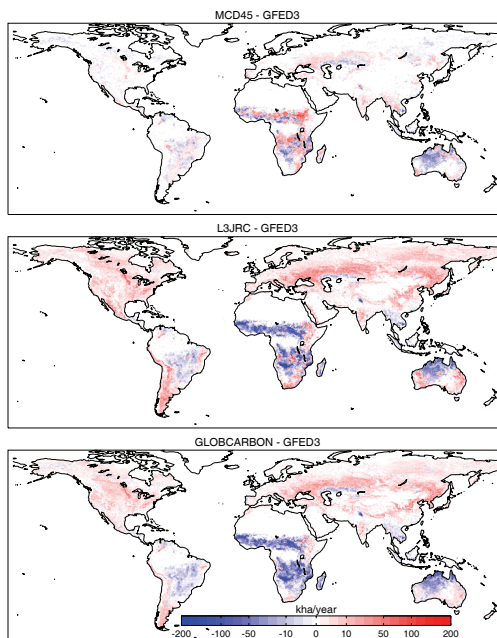 MCD45 - GFED3
L3JRC - GFED3
GLOBCARBON - GFED3
kha/year
-200 -100 -50 -10 0 10 50 100 200